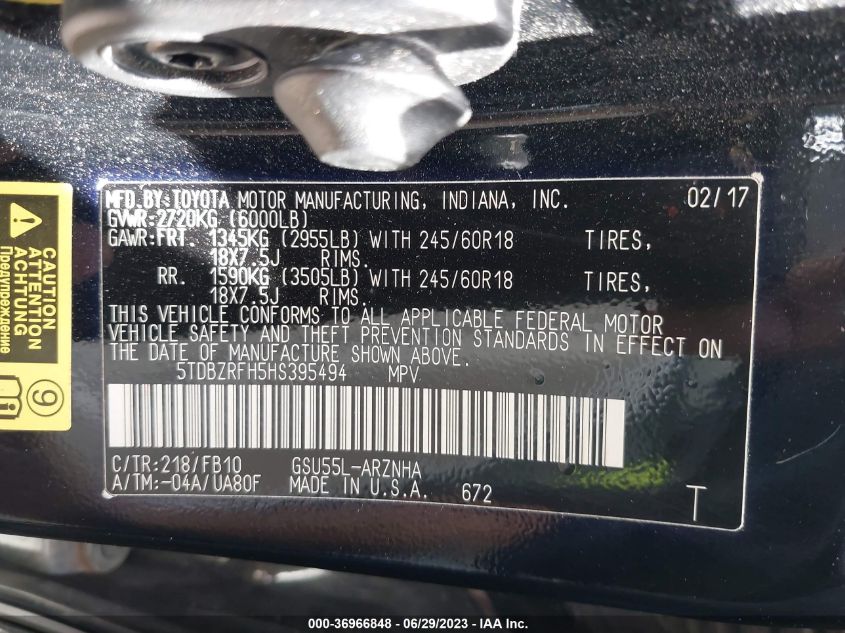 MFD.BY:TOYOTA MOTOR MANUFACTURING, INDIANA, INC. 02/17
GVWR:2720KG (6000LB)
GAWR:FRT. 1345KG (2955LB) WITH 245/60R18 TIRES,
18X7.5J RIMS.
RR. 1590KG (3505LB) WITH 245/60R18 TIRES,
18X7.5J RIMS.
THIS VEHICLE CONFORMS TO ALL APPLICABLE FEDERAL MOTOR
VEHICLE SAFETY AND THEFT PREVENTION STANDARDS IN EFFECT ON
THE DATE OF MANUFACTURE SHOWN ABOVE.
5TDBZRFH5HS395494 MPV
C/TR:218/FB10 GSU55L-ARZNHA
A/TM:-04A/UA80F MADE IN U.S.A. 672 T
CAUTION
ATTENTION
ACHTUNG
Предупреждение
9
000-36966848 - 06/29/2023 - IAA Inc.